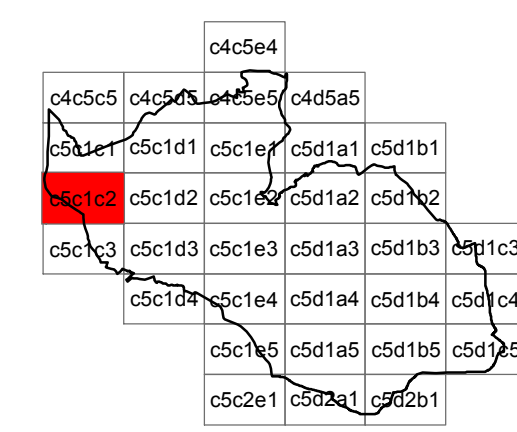 c4c5e4
c4c5c5 c4c5d5 c4c5e5 c4d5a5
c5c1c1 c5c1d1 c5c1e1 c5d1a1 c5d1b1
c5c1c2 c5c1d2 c5c1e2 c5d1a2 c5d1b2
c5c1c3 c5c1d3 c5c1e3 c5d1a3 c5d1b3 c5d1c3
c5c1d4 c5c1e4 c5d1a4 c5d1b4 c5d1c4
c5c1e5 c5d1a5 c5d1b5 c5d1c5
c5c2e1 c5d2a1 c5d2b1